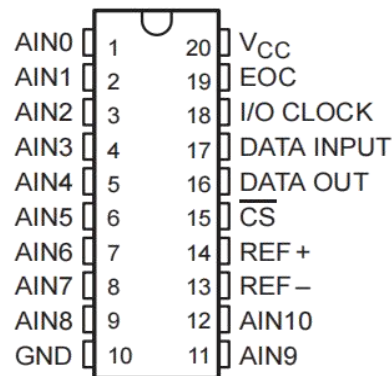 AIN0 1 20 VCC
AIN1 2 19 EOC
AIN2 3 18 I/O CLOCK
AIN3 4 17 DATA INPUT
AIN4 5 16 DATA OUT
AIN5 6 15 CS
AIN6 7 14 REF+
AIN7 8 13 REF–
AIN8 9 12 AIN10
GND 10 11 AIN9